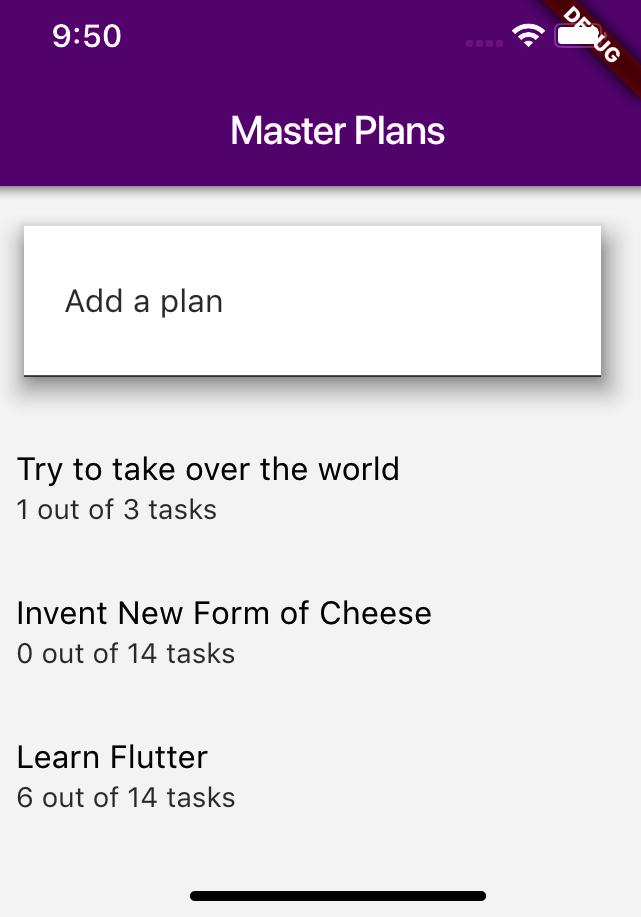 9:50
DEBUG
Master Plans
Add a plan
Try to take over the world
1 out of 3 tasks
Invent New Form of Cheese
0 out of 14 tasks
Learn Flutter
6 out of 14 tasks